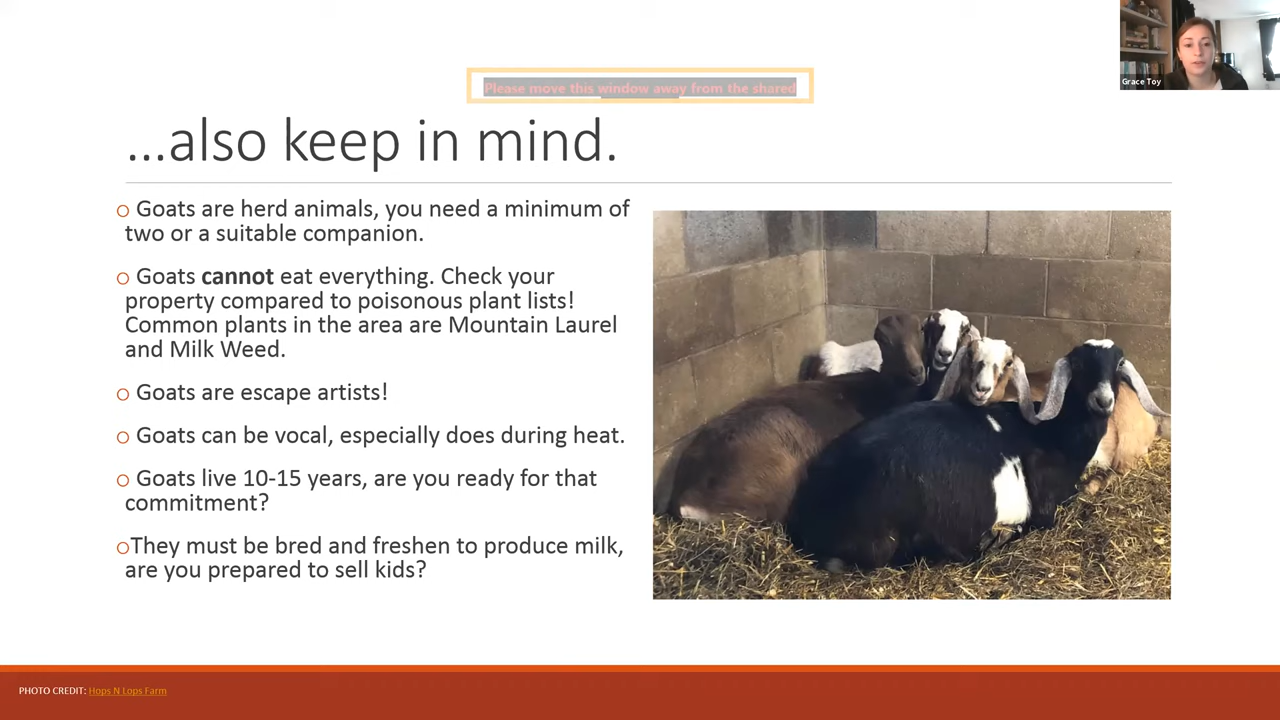 Grace Toy
Please move this window away from the shared
...also keep in mind.
o Goats are herd animals, you need a minimum of
two or a suitable companion.
o Goats cannot eat everything. Check your
property compared to poisonous plant lists!
Common plants in the area are Mountain Laurel
and Milk Weed.
o Goats are escape artists!
o Goats can be vocal, especially does during heat.
o Goats live 10-15 years, are you ready for that
commitment?
oThey must be bred and freshen to produce milk,
are you prepared to sell kids?
PHOTO CREDIT: Hops N Lops Farm